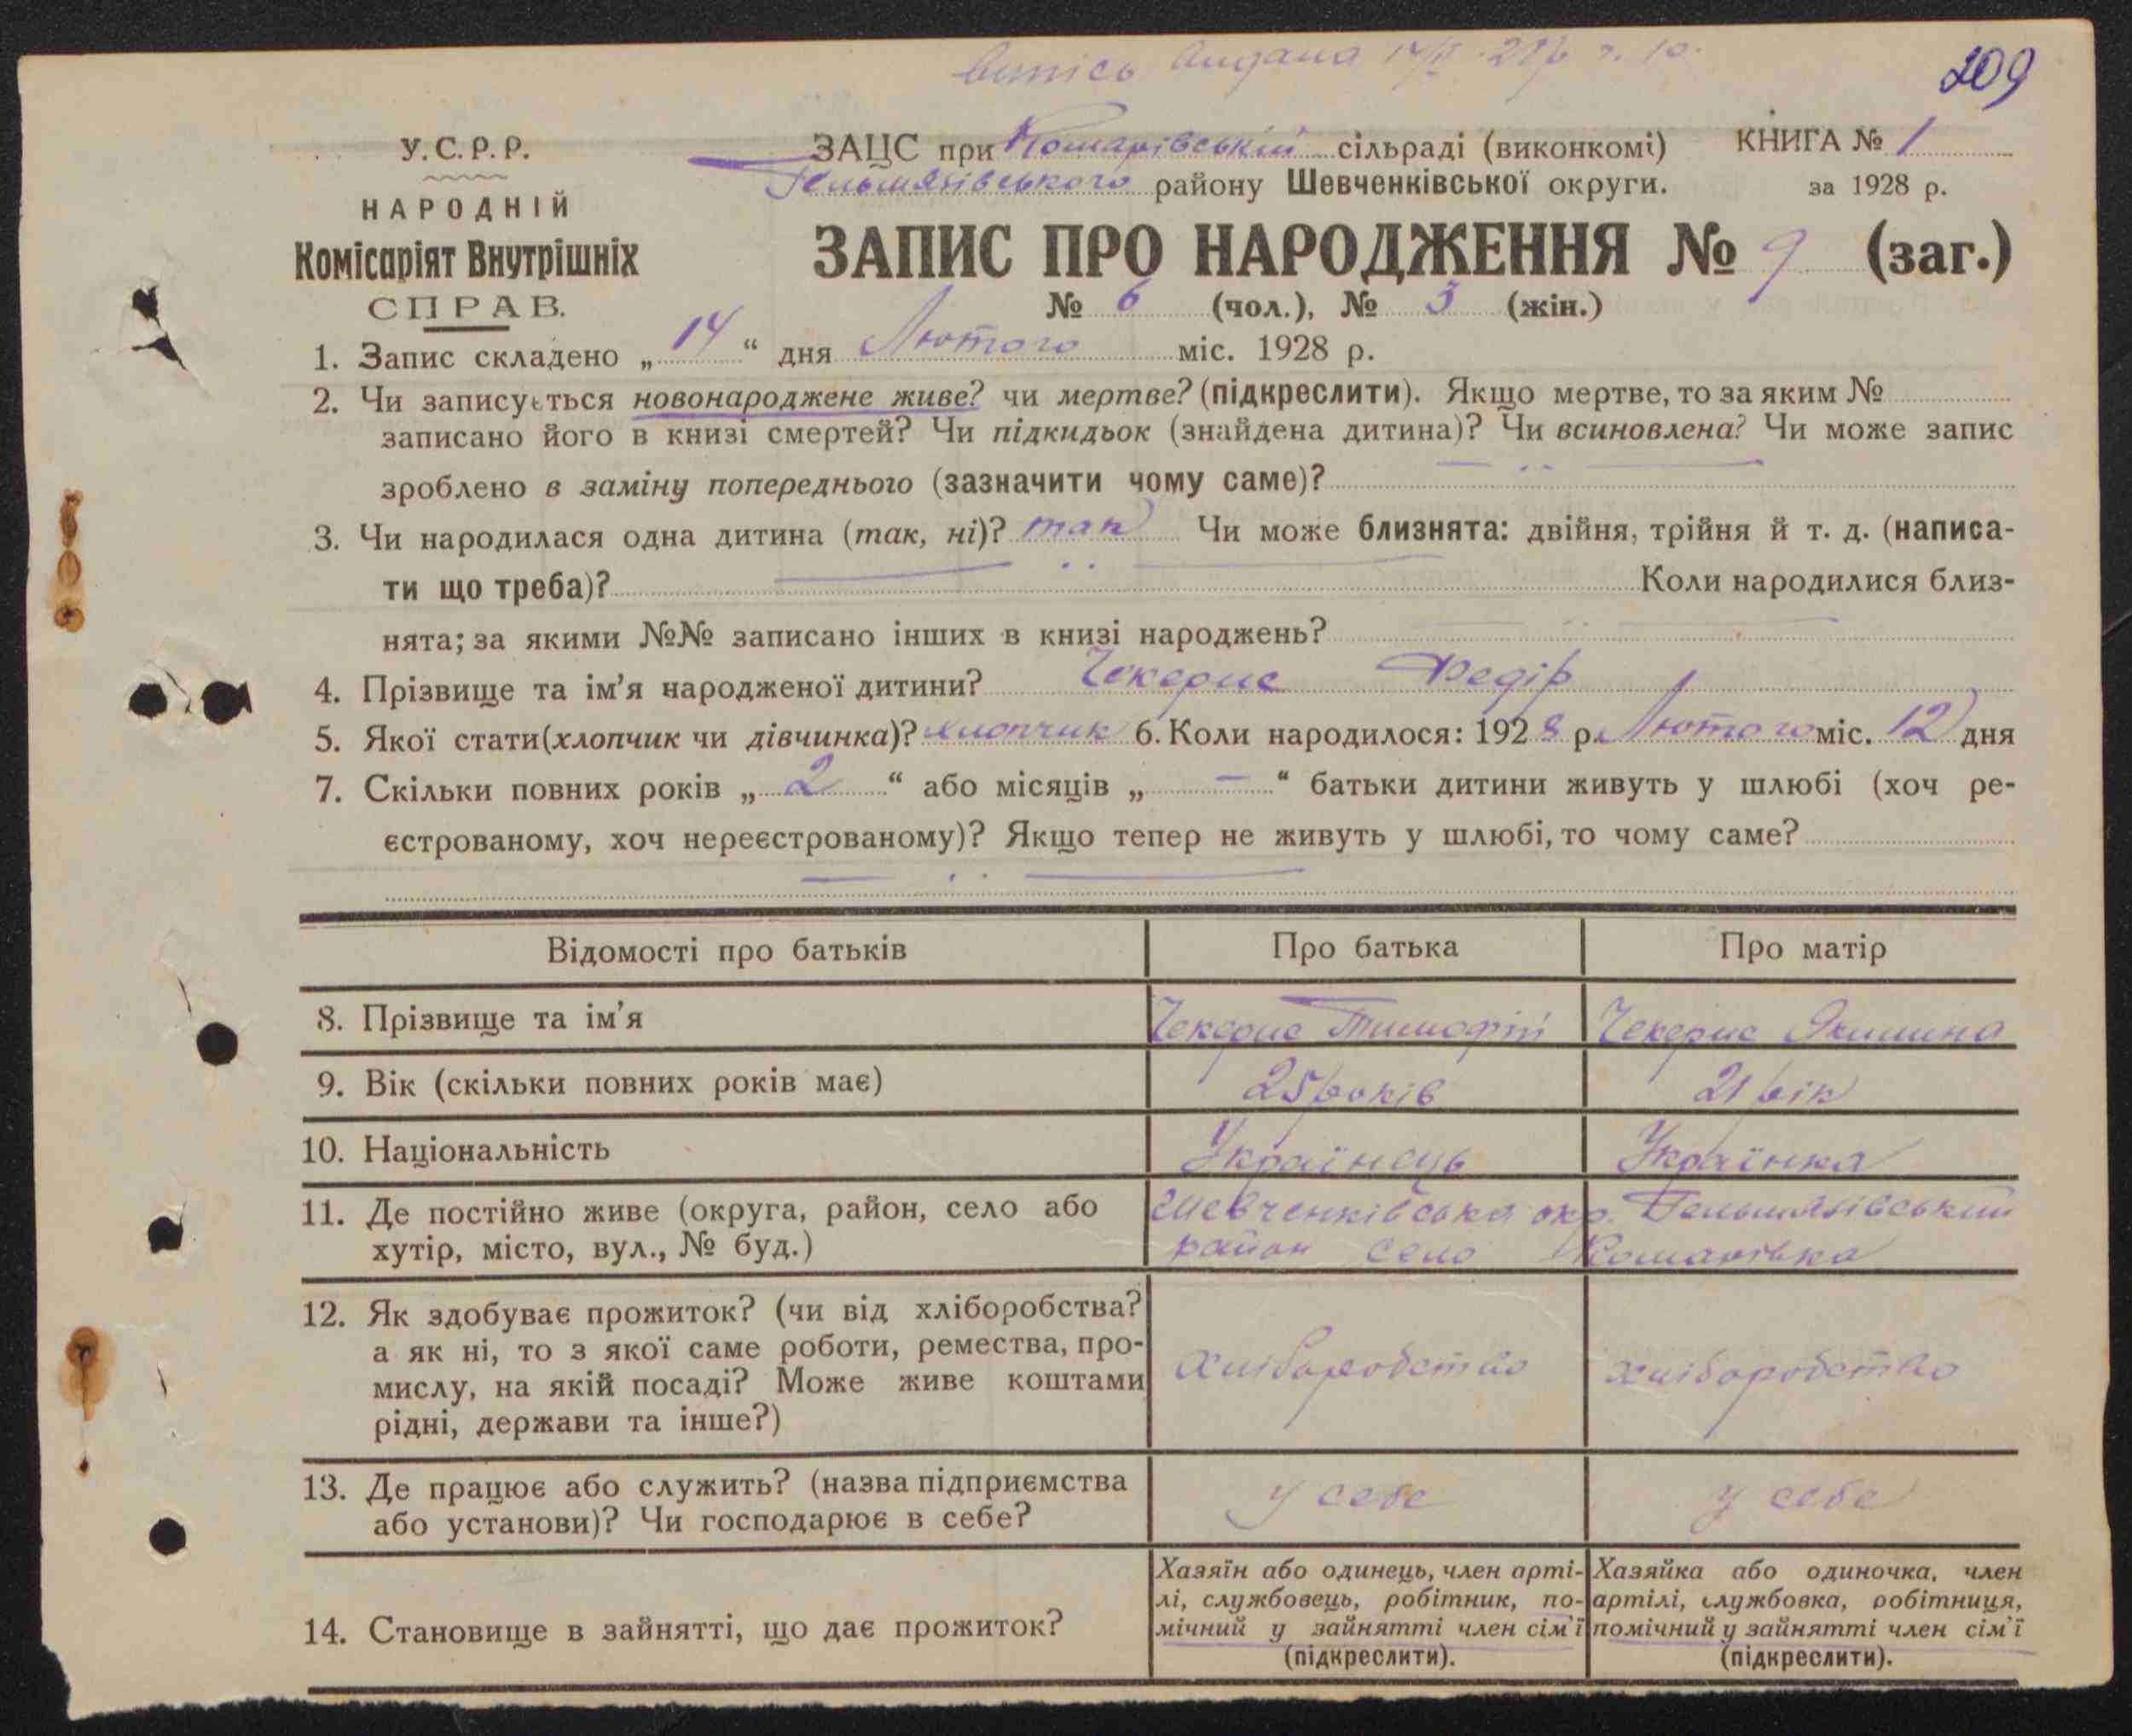 випись видана
209
У.С.Р.Р.
НАРОДНІЙ
Комісаріят Внутрішніх
СПРАВ.
ЗАЦС при Комарівській сільраді (виконкомі) КНИГА № 1
Гельмязівського району Шевченківської округи. за 1928 р.
ЗАПИС ПРО НАРОДЖЕННЯ № 9 (заг.)
№ 6 (чол.), № 3 (жін.)
1. Запис складено „ 14 “ дня Лютого міс. 1928 р.
2. Чи записується новонароджене живе? чи мертве? (підкреслити). Якщо мертве, то за яким №
записано його в книзі смертей? Чи підкидьок (знайдена дитина)? Чи всиновлена? Чи може запис
зроблено в заміну попереднього (зазначити чому саме)?
3. Чи народилася одна дитина (так, ні)? так Чи може близнята: двійня, трійня й т. д. (написа-
ти що треба)? Коли народилися близ-
нята; за якими №№ записано інших в книзі народжень?
4. Прізвище та ім’я народженої дитини? Чекерис Федір
5. Якої стати (хлопчик чи дівчинка)? хлопчик 6. Коли народилося: 1928 р. Лютого міс. 12 дня
7. Скільки повних років „ 2 “ або місяців „ — “ батьки дитини живуть у шлюбі (хоч ре-
єстрованому, хоч нереєстрованому)? Якщо тепер не живуть у шлюбі, то чому саме?
Відомості про батьків Про батька Про матір
8. Прізвище та ім’я Чекерис Тимофій Чекерис Якилина
9. Вік (скільки повних років має) 25 років 21 рік
10. Національність Українець Українка
11. Де постійно живе (округа, район, село або Шевченківська окр. Гельмязівський
хутір, місто, вул., № буд.) район село Комарівка
12. Як здобуває прожиток? (чи від хліборобства?
а як ні, то з якої саме роботи, ремества, про-
мислу, на якій посаді? Може живе коштами
рідні, держави та інше?)
хліборобство хліборобство
13. Де працює або служить? (назва підприємства
або установи)? Чи господарює в себе?
у себе у себе
14. Становище в зайнятті, що дає прожиток?
Хазяїн або одинець, член арті-
лі, службовець, робітник, по-
мічний у зайнятті член сім’ї
(підкреслити).
Хазяйка або одиночка, член
артілі, службовка, робітниця,
помічний у зайнятті член сім’ї
(підкреслити).